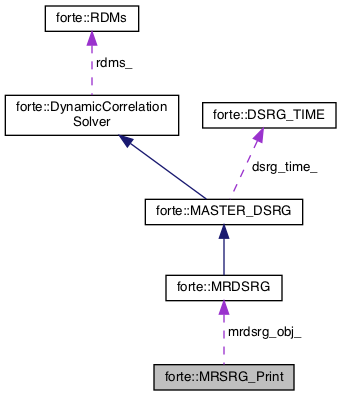 forte::RDMs
rdms_
forte::DynamicCorrelation
Solver
forte::DSRG_TIME
dsrg_time_
forte::MASTER_DSRG
forte::MRDSRG
mrdsrg_obj_
forte::MRSRG_Print